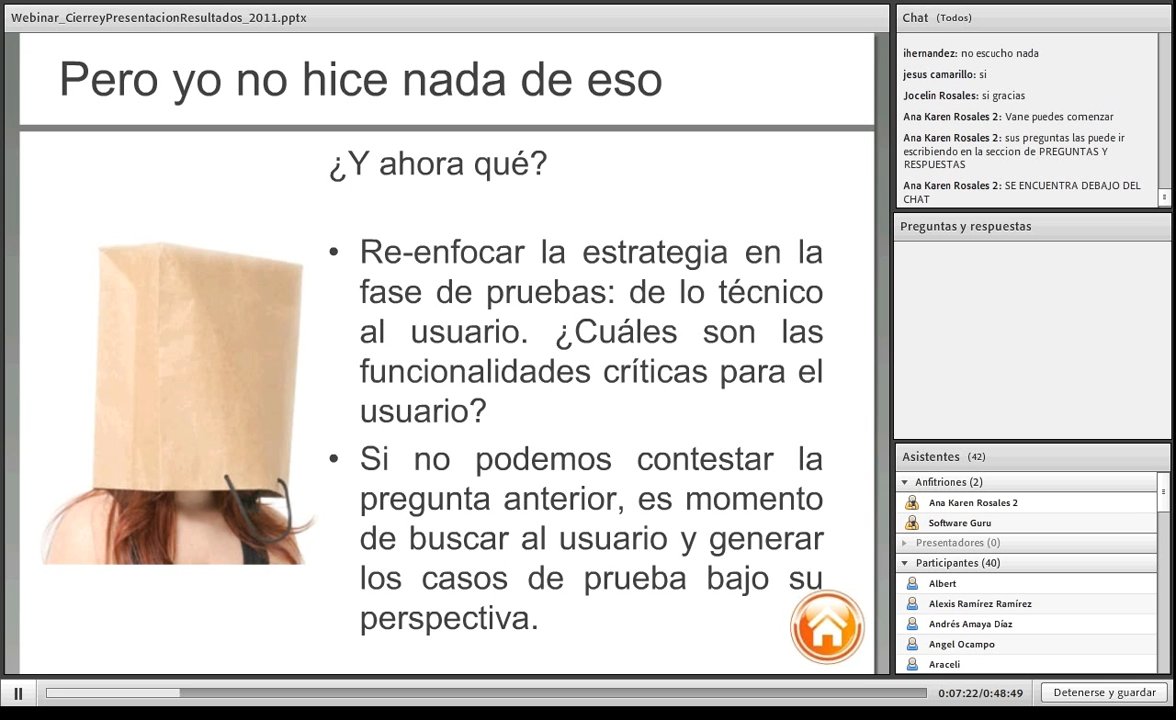 Webinar_CierreyPresentacionResultados_2011.pptx
Pero yo no hice nada de eso
¿Y ahora qué?
• Re-enfocar la estrategia en la
fase de pruebas: de lo técnico
al usuario. ¿Cuáles son las
funcionalidades críticas para el
usuario?
• Si no podemos contestar la
pregunta anterior, es momento
de buscar al usuario y generar
los casos de prueba bajo su
perspectiva.
Chat (Todos)
ihernandez: no escucho nada
jesus camarillo: si
Jocelin Rosales: si gracias
Ana Karen Rosales 2: Vane puedes comenzar
Ana Karen Rosales 2: sus preguntas las puede ir
escribiendo en la seccion de PREGUNTAS Y
RESPUESTAS
Ana Karen Rosales 2: SE ENCUENTRA DEBAJO DEL
CHAT
Preguntas y respuestas
Asistentes (42)
Anfitriones (2)
Ana Karen Rosales 2
Software Guru
Presentadores (0)
Participantes (40)
Albert
Alexis Ramírez Ramírez
Andrés Amaya Díaz
Angel Ocampo
Araceli
0:07:22/0:48:49
Detenerse y guardar